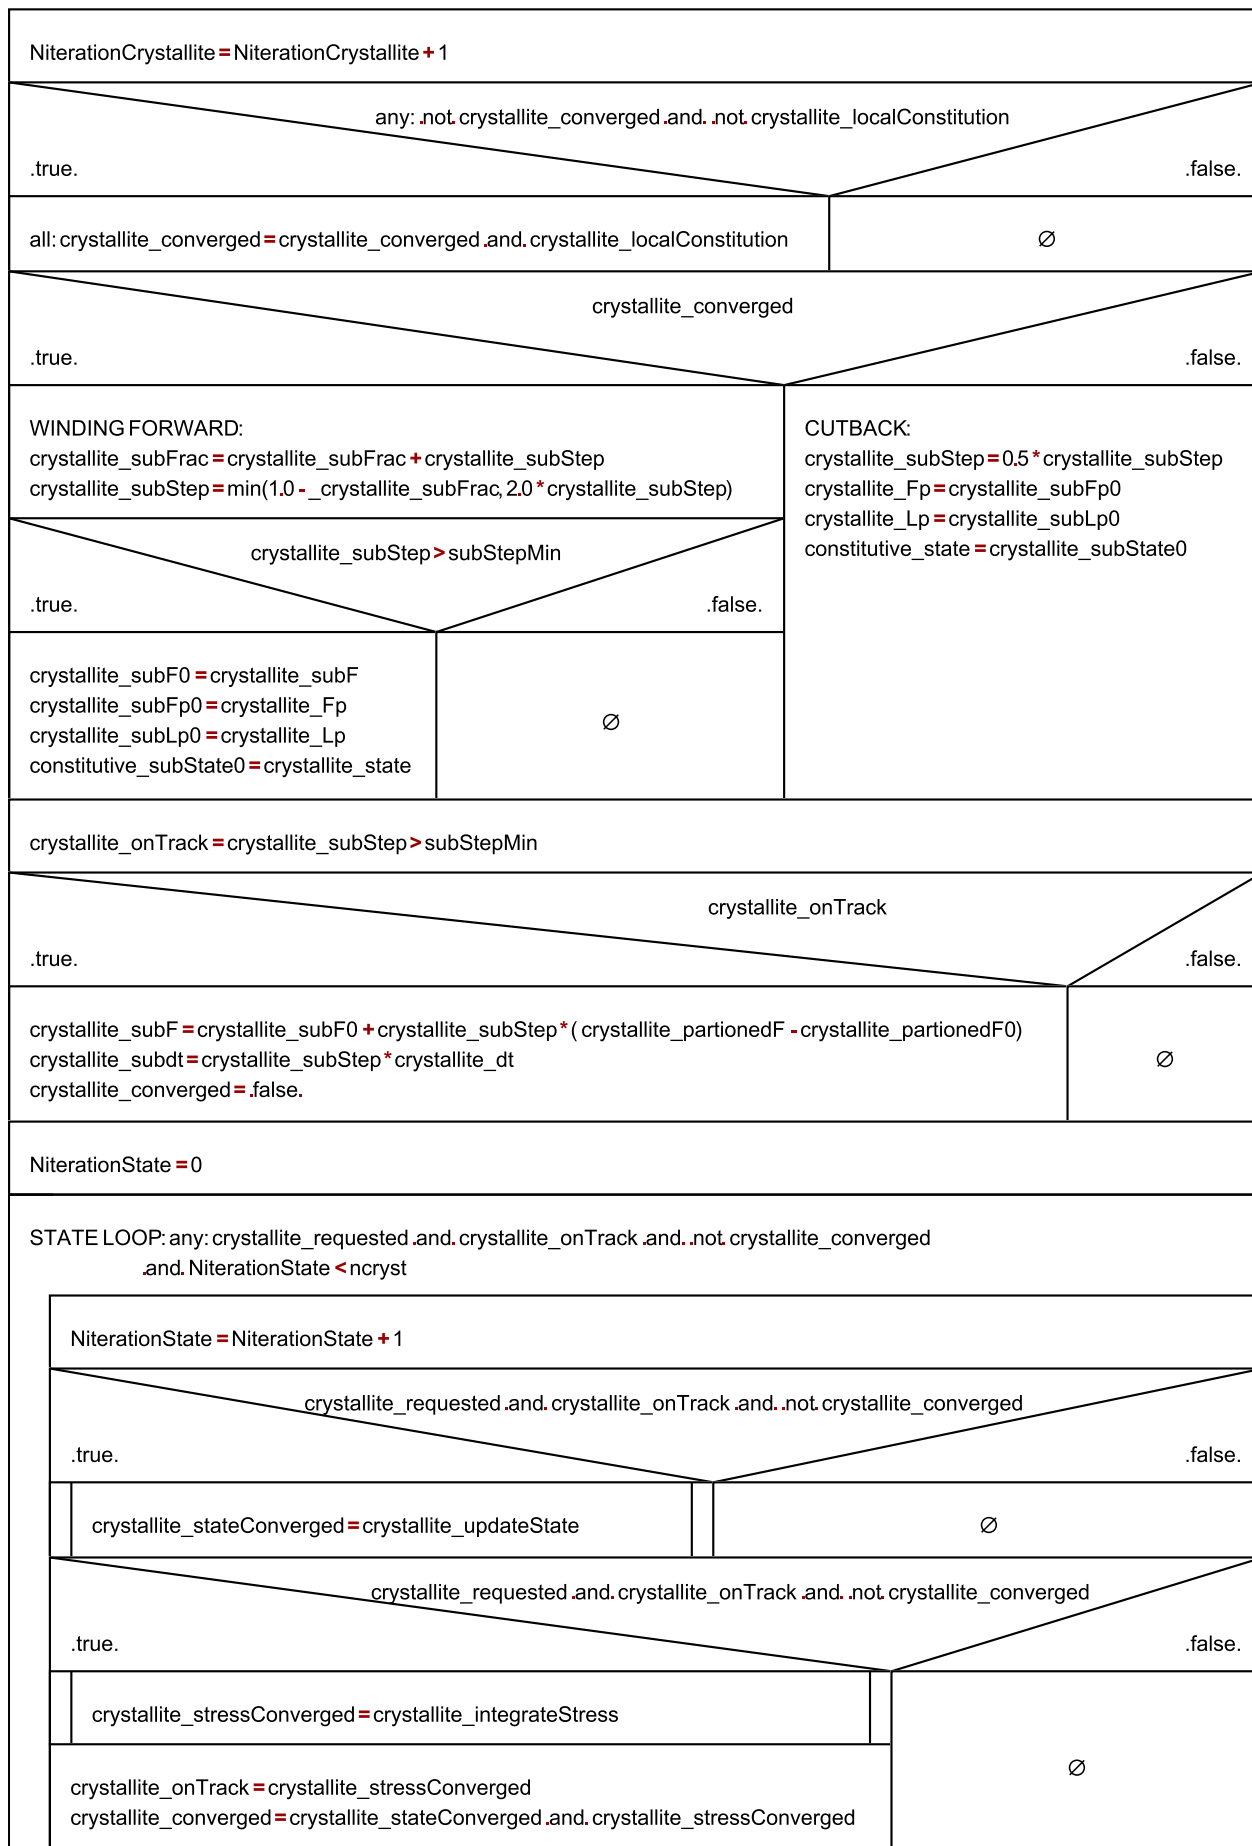 NiterationCrystallite = NiterationCrystallite + 1
any: .not. crystallite_converged .and. .not. crystallite_localConstitution
.true.
.false.
all: crystallite_converged = crystallite_converged .and. crystallite_localConstitution
∅
crystallite_converged
.true.
.false.
WINDING FORWARD:
crystallite_subFrac = crystallite_subFrac + crystallite_subStep
crystallite_subStep = min(1.0 - _crystallite_subFrac, 2.0 * crystallite_subStep)
crystallite_subStep > subStepMin
.true.
.false.
crystallite_subF0 = crystallite_subF
crystallite_subFp0 = crystallite_Fp
crystallite_subLp0 = crystallite_Lp
constitutive_subState0 = crystallite_state
∅
CUTBACK:
crystallite_subStep = 0.5 * crystallite_subStep
crystallite_Fp = crystallite_subFp0
crystallite_Lp = crystallite_subLp0
constitutive_state = crystallite_subState0
crystallite_onTrack = crystallite_subStep > subStepMin
crystallite_onTrack
.true.
.false.
crystallite_subF = crystallite_subF0 + crystallite_subStep * ( crystallite_partionedF - crystallite_partionedF0)
crystallite_subdt = crystallite_subStep * crystallite_dt
crystallite_converged = .false.
∅
NiterationState = 0
STATE LOOP: any: crystallite_requested .and. crystallite_onTrack .and. .not. crystallite_converged
.and. NiterationState < ncryst
NiterationState = NiterationState + 1
crystallite_requested .and. crystallite_onTrack .and. .not. crystallite_converged
.true.
.false.
crystallite_stateConverged = crystallite_updateState
∅
crystallite_requested .and. crystallite_onTrack .and. .not. crystallite_converged
.true.
.false.
crystallite_stressConverged = crystallite_integrateStress
∅
crystallite_onTrack = crystallite_stressConverged
crystallite_converged = crystallite_stateConverged .and. crystallite_stressConverged